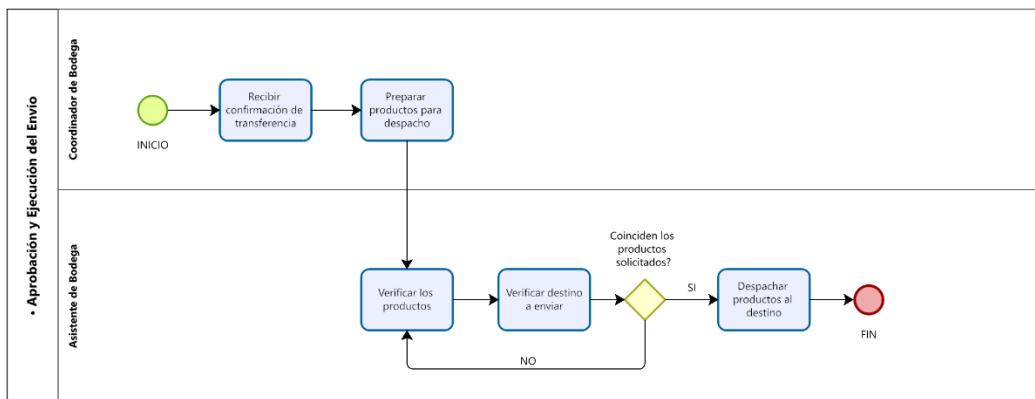 • Aprobación y Ejecución del Envío
Coordinador de Bodega
INICIO
Recibir
confirmación de
transferencia
Preparar
productos para
despacho
Asistente de Bodega
Verificar los
productos
Verificar destino
a enviar
Coinciden los
productos
solicitados?
SI
NO
Despachar
productos al
destino
FIN